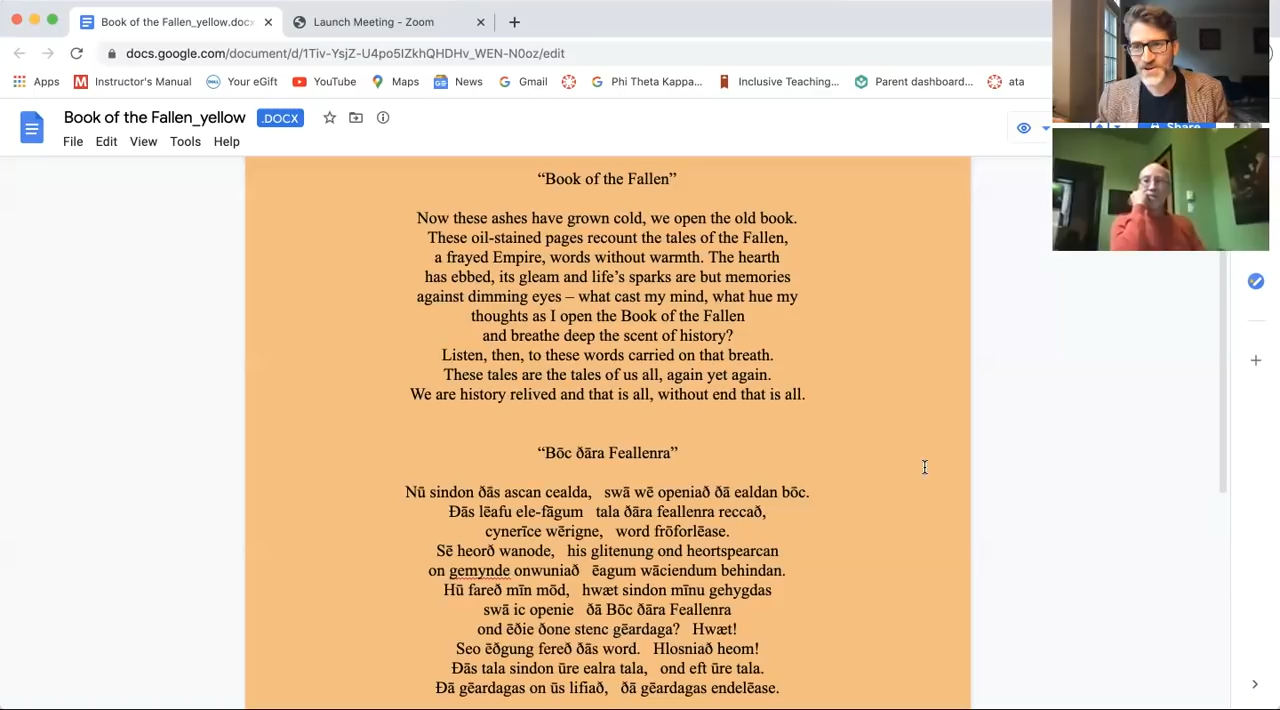 Book of the Fallen_yellow.docx
Launch Meeting - Zoom
docs.google.com/document/d/1Tiv-YsjZ-U4po5IZkhQHDHv_WEN-N0oz/edit
Apps Instructor's Manual Your eGift YouTube Maps News Gmail Phi Theta Kappa... Inclusive Teaching... Parent dashboard... ata
Book of the Fallen_yellow .DOCX
Share
File Edit View Tools Help
“Book of the Fallen”
Now these ashes have grown cold, we open the old book.
These oil-stained pages recount the tales of the Fallen,
a frayed Empire, words without warmth. The hearth
has ebbed, its gleam and life’s sparks are but memories
against dimming eyes – what cast my mind, what hue my
thoughts as I open the Book of the Fallen
and breathe deep the scent of history?
Listen, then, to these words carried on that breath.
These tales are the tales of us all, again yet again.
We are history relived and that is all, without end that is all.
“Bōc ðāra Feallenra”
Nū sindon ðās ascan cealda, swā wē openiað ðā ealdan bōc.
Ðās lēafu ele-fāgum tala ðāra feallenra reccað,
cynerīce wērigne, word frōforlēase.
Sē heorð wanode, his glitenung ond heortspearcan
on gemynde onwuniað ēagum wāciendum behindan.
Hū fareð mīn mōd, hwæt sindon mīnu gehygdas
swā ic openie ðā Bōc ðāra Feallenra
ond ēðie ðone stenc gēardaga? Hwæt!
Seo ēðgung fereð ðās word. Hlosniað heom!
Ðās tala sindon ūre ealra tala, ond eft ūre tala.
Ðā gēardagas on ūs lifiað, ðā gēardagas endelēase.